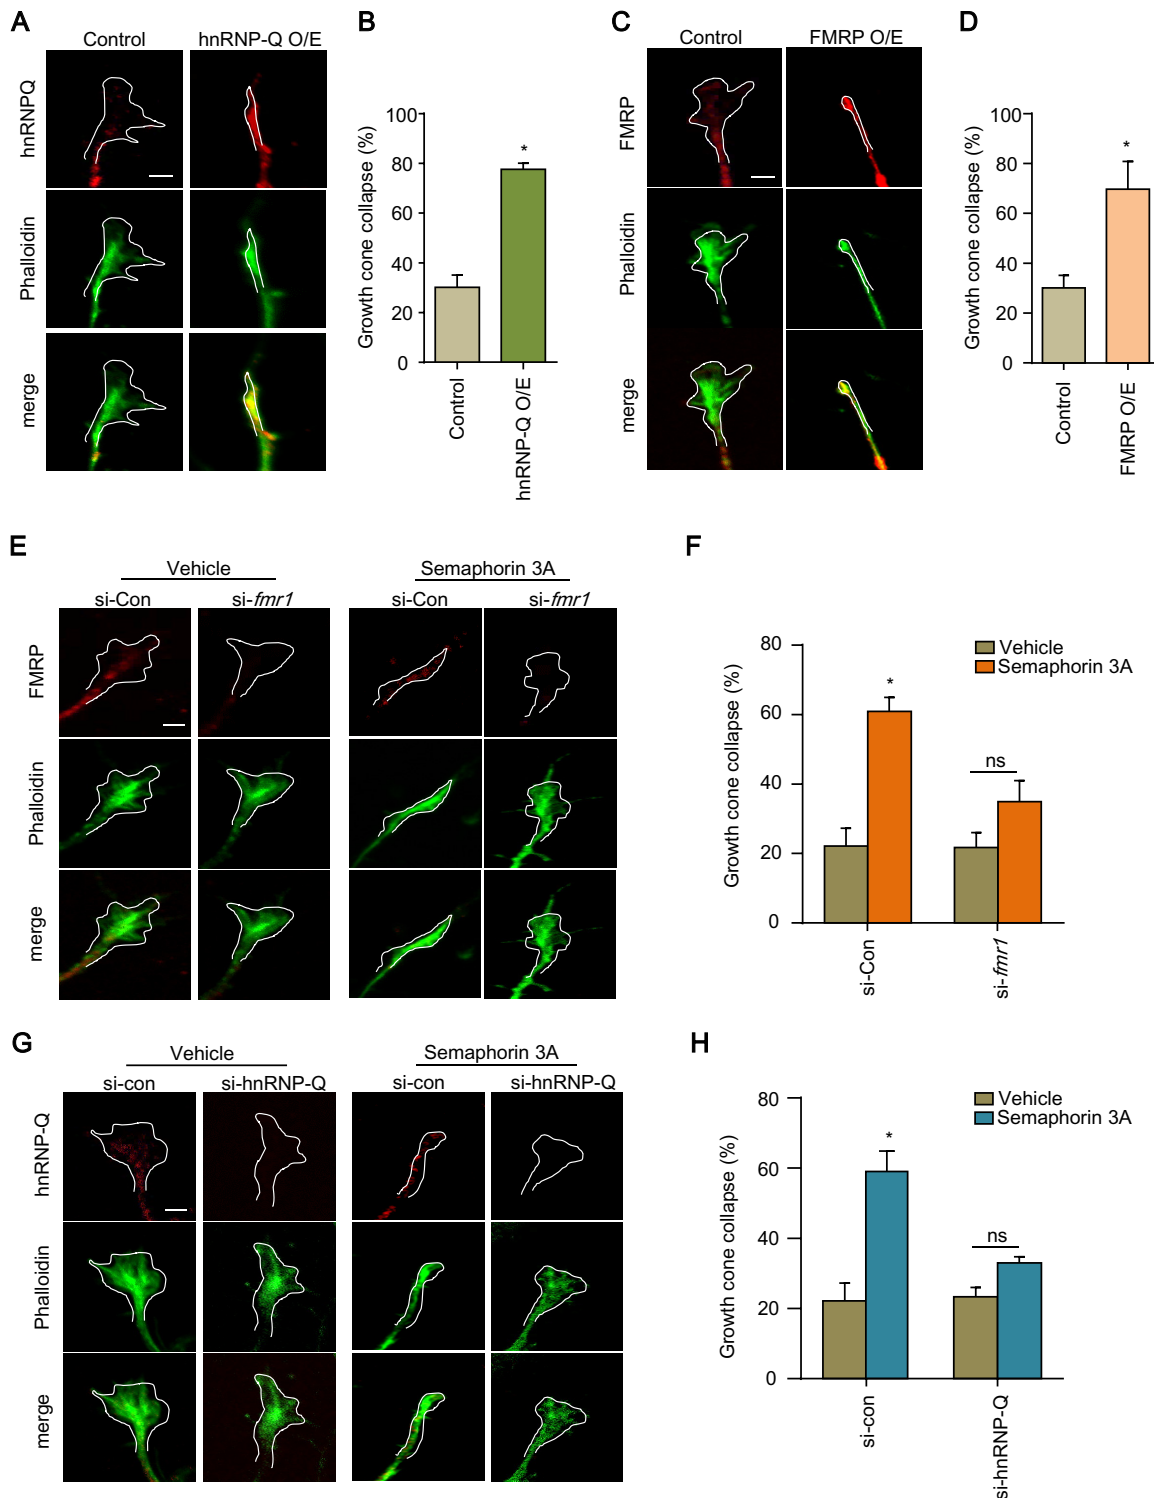 A
Control
hnRNP-Q O/E
hnRNPQ
Phalloidin
merge
B
Growth cone collapse (%)
100
80
60
40
20
0
*
Control
hnRNP-Q O/E
C
Control
FMRP O/E
FMRP
Phalloidin
merge
D
Growth cone collapse (%)
100
80
60
40
20
0
*
Control
FMRP O/E
E
Vehicle
Semaphorin 3A
si-Con
si-fmr1
si-Con
si-fmr1
FMRP
Phalloidin
merge
F
Growth cone collapse (%)
80
60
40
20
0
Vehicle
Semaphorin 3A
*
ns
si-Con
si-fmr1
G
Vehicle
Semaphorin 3A
si-con
si-hnRNP-Q
si-con
si-hnRNP-Q
hnRNP-Q
Phalloidin
merge
H
Growth cone collapse (%)
80
60
40
20
0
Vehicle
Semaphorin 3A
*
ns
si-con
si-hnRNP-Q